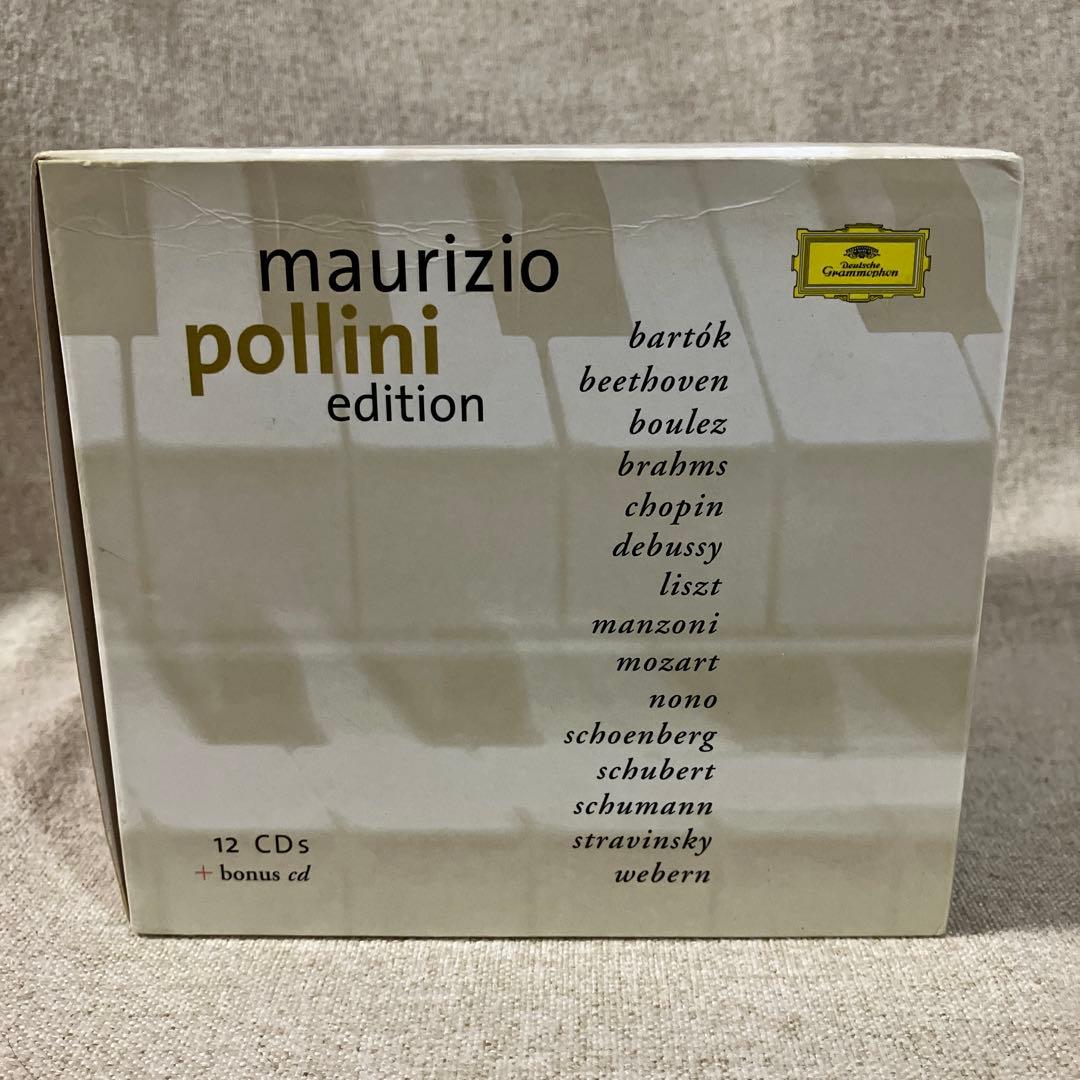 maurizio
pollini
edition
Deutsche
Grammophon
bartók
beethoven
boulez
brahms
chopin
debussy
liszt
manzoni
mozart
nono
schoenberg
schubert
schumann
stravinsky
webern
12 CDs
+ bonus cd